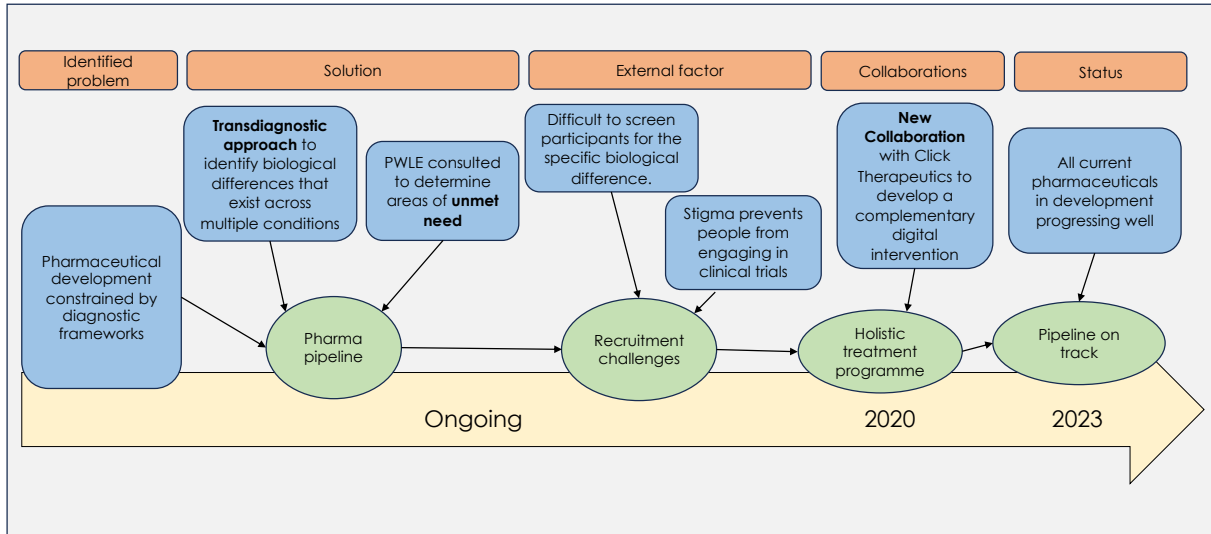 Identified
problem
Solution
External factor
Collaborations
Status
Pharmaceutical
development
constrained by
diagnostic
frameworks
Transdiagnostic
approach to
identify biological
differences that
exist across
multiple conditions
PWLE consulted
to determine
areas of unmet
need
Difficult to screen
participants for the
specific biological
difference.
Stigma prevents
people from
engaging in
clinical trials
New
Collaboration
with Click
Therapeutics to
develop a
complementary
digital
intervention
All current
pharmaceuticals
in development
progressing well
Pharma
pipeline
Recruitment
challenges
Holistic
treatment
programme
Pipeline on
track
Ongoing
2020
2023